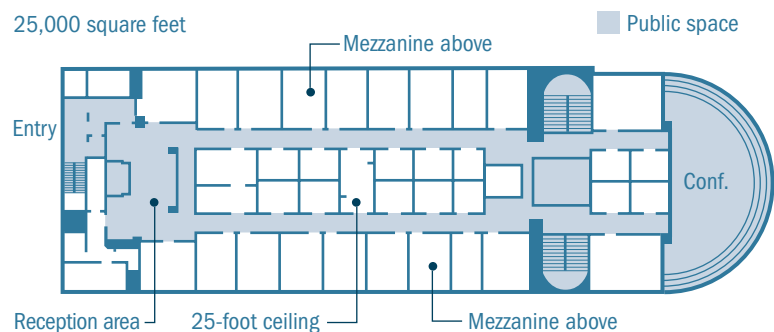 25,000 square feet
Public space
Mezzanine above
Entry
Conf.
Reception area
25-foot ceiling
Mezzanine above